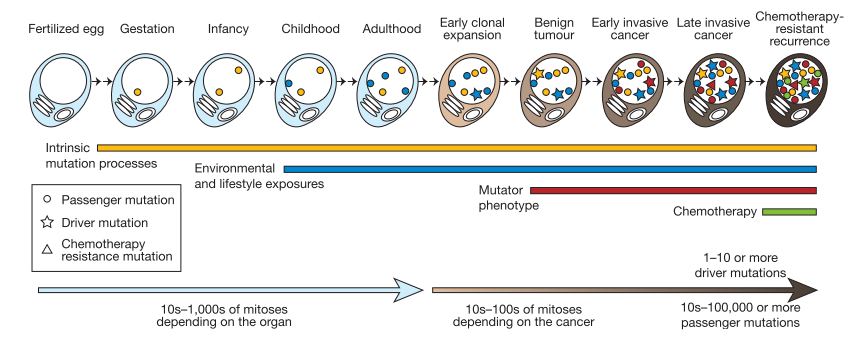 Fertilized egg
Gestation
Infancy
Childhood
Adulthood
Early clonal
expansion
Benign
tumour
Early invasive
cancer
Late invasive
cancer
Chemotherapy-
resistant
recurrence
Intrinsic
mutation processes
Environmental
and lifestyle exposures
Mutator
phenotype
Chemotherapy
Passenger mutation
Driver mutation
Chemotherapy
resistance mutation
10s–1,000s of mitoses
depending on the organ
10s–100s of mitoses
depending on the cancer
1–10 or more
driver mutations
10s–100,000 or more
passenger mutations